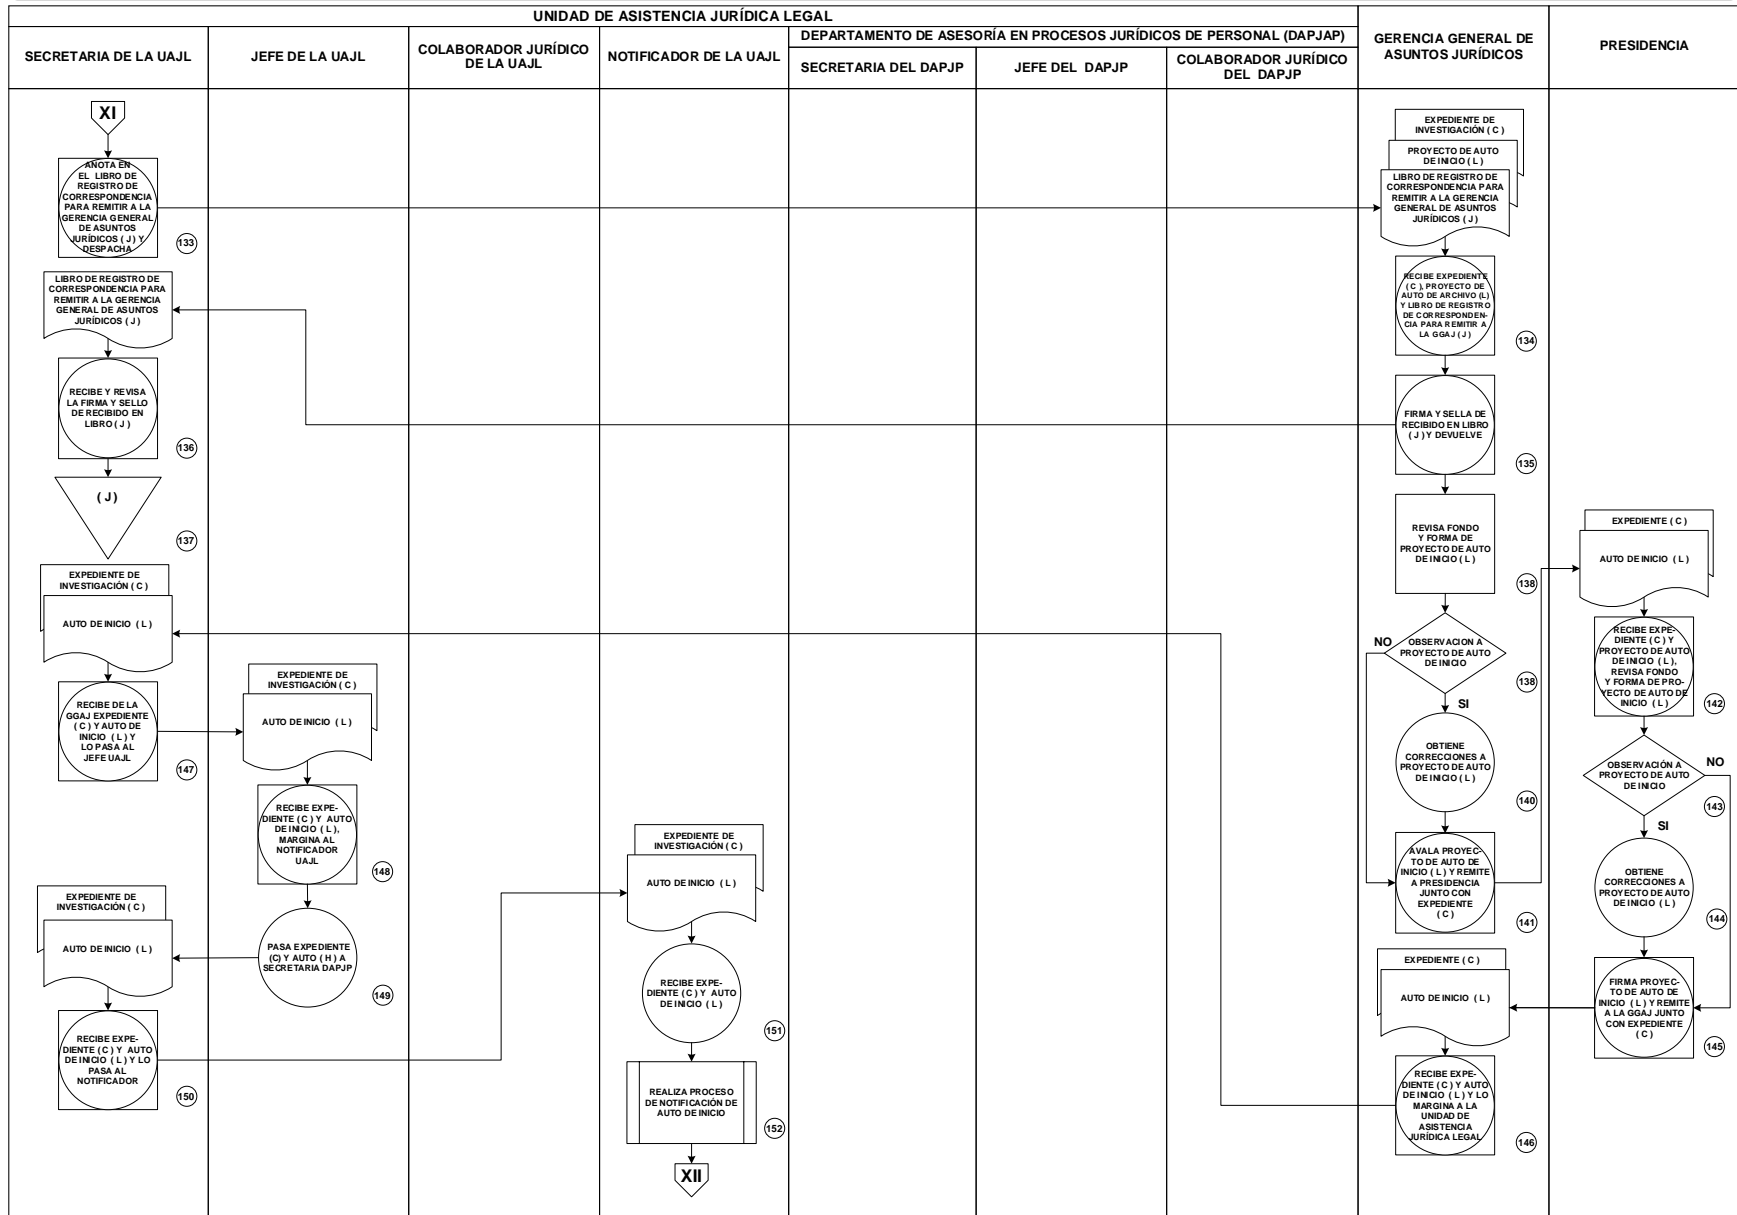 UNIDAD DE ASISTENCIA JURÍDICA LEGAL
SECRETARIA DE LA UAJL
JEFE DE LA UAJL
COLABORADOR JURÍDICO
DE LA UAJL
NOTIFICADOR DE LA UAJL
DEPARTAMENTO DE ASESORÍA EN PROCESOS JURÍDICOS DE PERSONAL (DAPJAP)
SECRETARIA DEL DAPJP
JEFE DEL DAPJP
COLABORADOR JURÍDICO
DEL DAPJP
GERENCIA GENERAL DE
ASUNTOS JURÍDICOS
PRESIDENCIA
XI
ANOTA EN
EL LIBRO DE
REGISTRO DE
CORRESPONDENCIA
PARA REMITIR A LA
GERENCIA GENERAL
DE ASUNTOS
JURÍDICOS ( J ) Y
DESPACHA
133
LIBRO DE REGISTRO DE
CORRESPONDENCIA PARA
REMITIR A LA GERENCIA
GENERAL DE ASUNTOS
JURÍDICOS ( J )
RECIBE Y REVISA
LA FIRMA Y SELLO
DE RECIBIDO EN
LIBRO ( J )
136
( J )
137
EXPEDIENTE DE
INVESTIGACIÓN ( C )
AUTO DE INICIO ( L )
RECIBE DE LA
GGAJ EXPEDIENTE
( C ) Y AUTO DE
INICIO ( L ) Y
LO PASA AL
JEFE UAJL
147
EXPEDIENTE DE
INVESTIGACIÓN ( C )
AUTO DE INICIO ( L )
RECIBE EXPE-
DIENTE ( C ) Y AUTO
DE INICIO ( L ) Y LO
PASA AL
NOTIFICADOR
150
EXPEDIENTE DE
INVESTIGACIÓN ( C )
AUTO DE INICIO ( L )
RECIBE EXPE-
DIENTE ( C ) Y AUTO
DE INICIO ( L ),
MARGINA AL
NOTIFICADOR
UAJL
148
PASA EXPEDIENTE
(C) Y AUTO ( H ) A
SECRETARIA DAPJP
149
EXPEDIENTE DE
INVESTIGACIÓN ( C )
AUTO DE INICIO ( L )
RECIBE EXPE-
DIENTE ( C ) Y AUTO
DE INICIO ( L )
151
REALIZA PROCESO
DE NOTIFICACIÓN DE
AUTO DE INICIO
152
XII
EXPEDIENTE DE
INVESTIGACIÓN ( C )
PROYECTO DE AUTO
DE INICIO ( L )
LIBRO DE REGISTRO DE
CORRESPONDENCIA PARA
REMITIR A LA GERENCIA
GENERAL DE ASUNTOS
JURÍDICOS ( J )
RECIBE EXPEDIENTE
( C ), PROYECTO DE
AUTO DE ARCHIVO (L)
Y LIBRO DE REGISTRO
DE CORRESPONDEN-
CIA PARA REMITIR A
LA GGAJ ( J )
134
FIRMA Y SELLA DE
RECIBIDO EN LIBRO
( J ) Y DEVUELVE
135
REVISA FONDO
Y FORMA DE
PROYECTO DE AUTO
DE INICIO ( L )
138
NO
OBSERVACION A
PROYECTO DE AUTO
DE INICIO
138
SI
OBTIENE
CORRECCIONES A
PROYECTO DE AUTO
DE INICIO ( L )
140
AVALA PROYEC-
TO DE AUTO DE
INICIO ( L ) Y REMITE
A PRESIDENCIA
JUNTO CON
EXPEDIENTE
( C )
141
EXPEDIENTE ( C )
AUTO DE INICIO ( L )
RECIBE EXPE-
DIENTE ( C ) Y AUTO
DE INICIO ( L ) Y LO
MARGINA A LA
UNIDAD DE
ASISTENCIA
JURÍDICA LEGAL
146
EXPEDIENTE ( C )
AUTO DE INICIO ( L )
RECIBE EXPE-
DIENTE ( C ) Y
PROYECTO DE AUTO
DE INICIO ( L ),
REVISA FONDO
Y FORMA DE PRO-
YECTO DE AUTO DE
INICIO ( L )
142
OBSERVACIÓN A
PROYECTO DE AUTO
DE INICIO
NO
143
SI
OBTIENE
CORRECCIONES A
PROYECTO DE AUTO
DE INICIO ( L )
144
FIRMA PROYEC-
TO DE AUTO DE
INICIO ( L ) Y REMITE
A LA GGAJ JUNTO
CON EXPEDIENTE
( C )
145